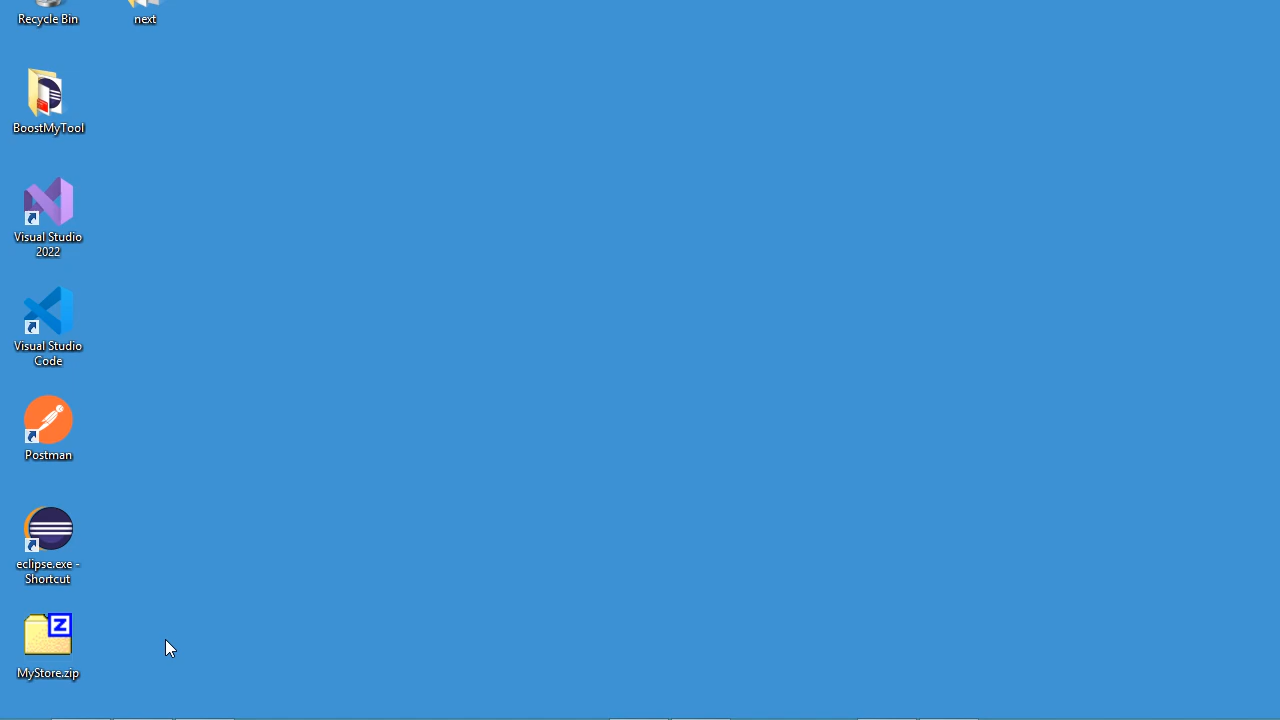 Recycle Bin
next
BoostMyTool
Visual Studio
2022
Visual Studio
Code
Postman
eclipse.exe -
Shortcut
Z
MyStore.zip